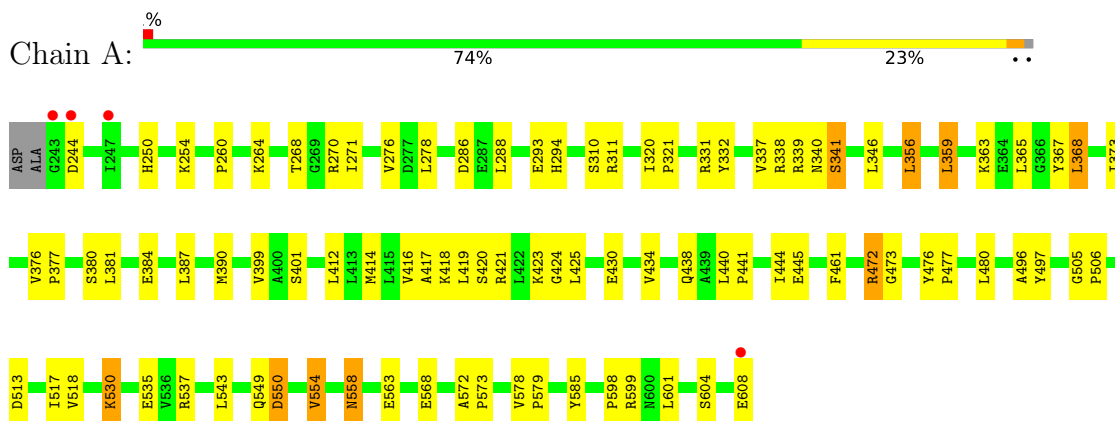 .%
Chain A:
74% 23% ..
ASP ALA G243 D244 I247 H250 K254 P260 K264 T268 G269 R270 I271 V276 D277 L278 D286 E287 L288 E293 H294 S310 R311 I320 P321 R331 Y332 V337 R338 R339 N340 S341 L346 L356 L359 K363 E364 L365 G366 Y367 L368
V376 P377 S380 L381 E384 L387 M390 V399 A400 S401 L412 L413 M414 L415 V416 A417 K418 L419 S420 R421 L422 K423 G424 L425 E430 V434 Q438 A439 L440 P441 I444 E445 F461 R472 G473 Y476 P477 L480 A496 Y497 G505 P506
D513 I517 V518 K530 E535 V536 R537 L543 Q549 D550 V554 N558 E563 E568 A572 P573 V578 P579 Y585 P598 R599 N600 L601 S604 E608